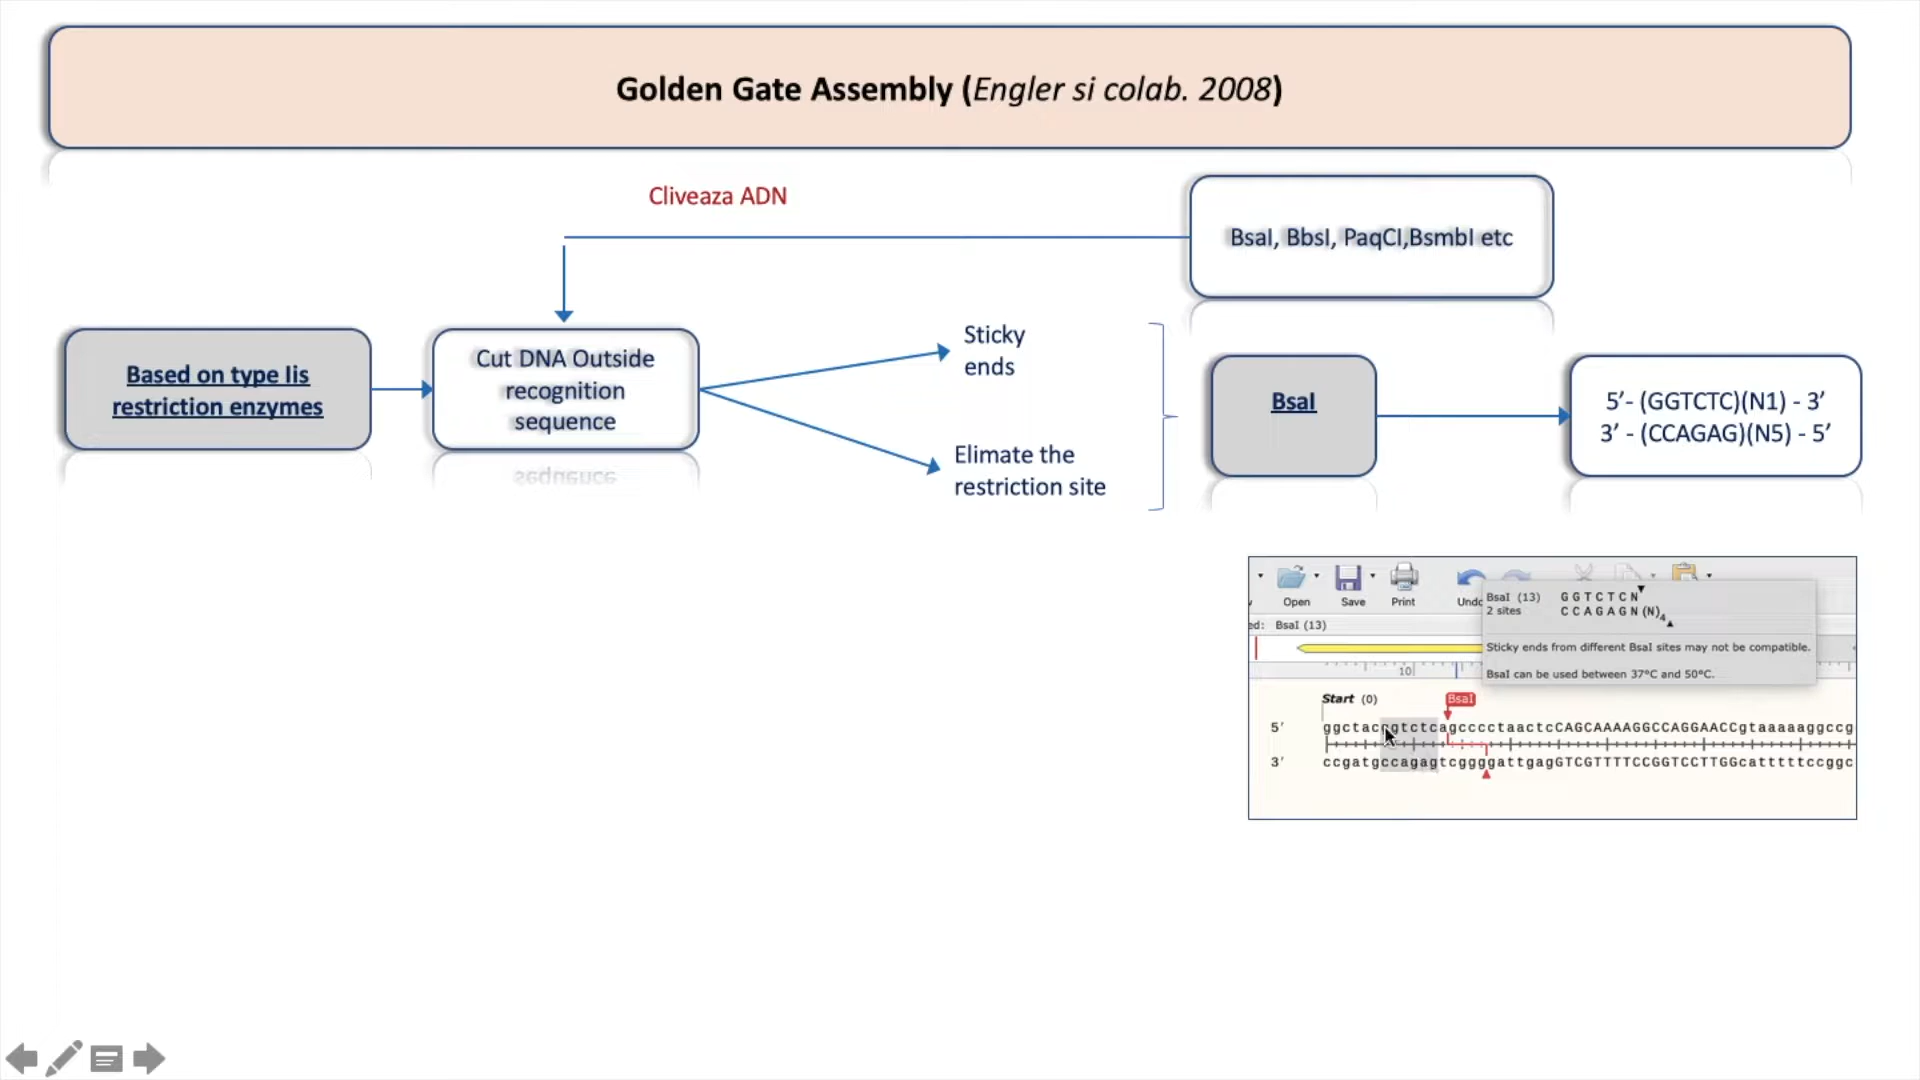 Golden Gate Assembly (Engler si colab. 2008)
Cliveaza ADN
BsaI, BbsI, PaqCI,BsmbI etc
Based on type Iis
restriction enzymes
Cut DNA Outside
recognition
sequence
Sticky
ends
Elimate the
restriction site
BsaI
5’- (GGTCTC)(N1) - 3’
3’ - (CCAGAG)(N5) - 5’
Open Save Print Undo
BsaI (13) GGTCTCN
2 sites CCAGAGN(N)4
ed: BsaI (13)
Sticky ends from different BsaI sites may not be compatible.
10
BsaI can be used between 37°C and 50°C.
Start (0) BsaI
5’ ggctacggtctcagcccctaactcCAGCAAAAGGCCAGGAACCgtaaaaaggccg
3’ ccgatgccagagtcggggattgagGTCGTTTTCCGGTCCTTGGcatttttccggc